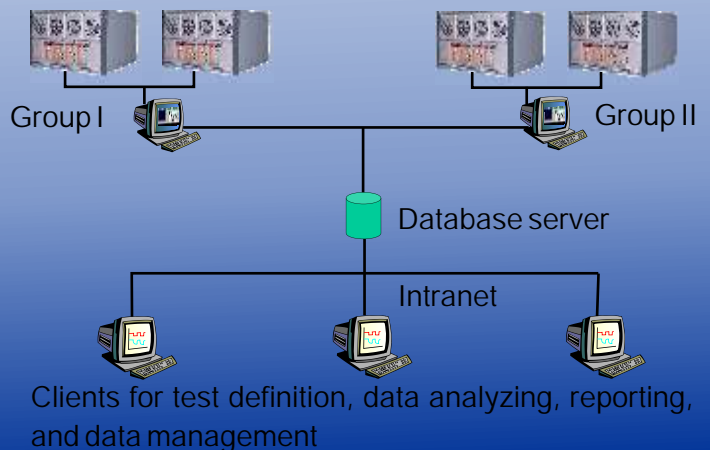 Group I
Group II
Database server
Intranet
Clients for test definition, data analyzing, reporting,
and data management